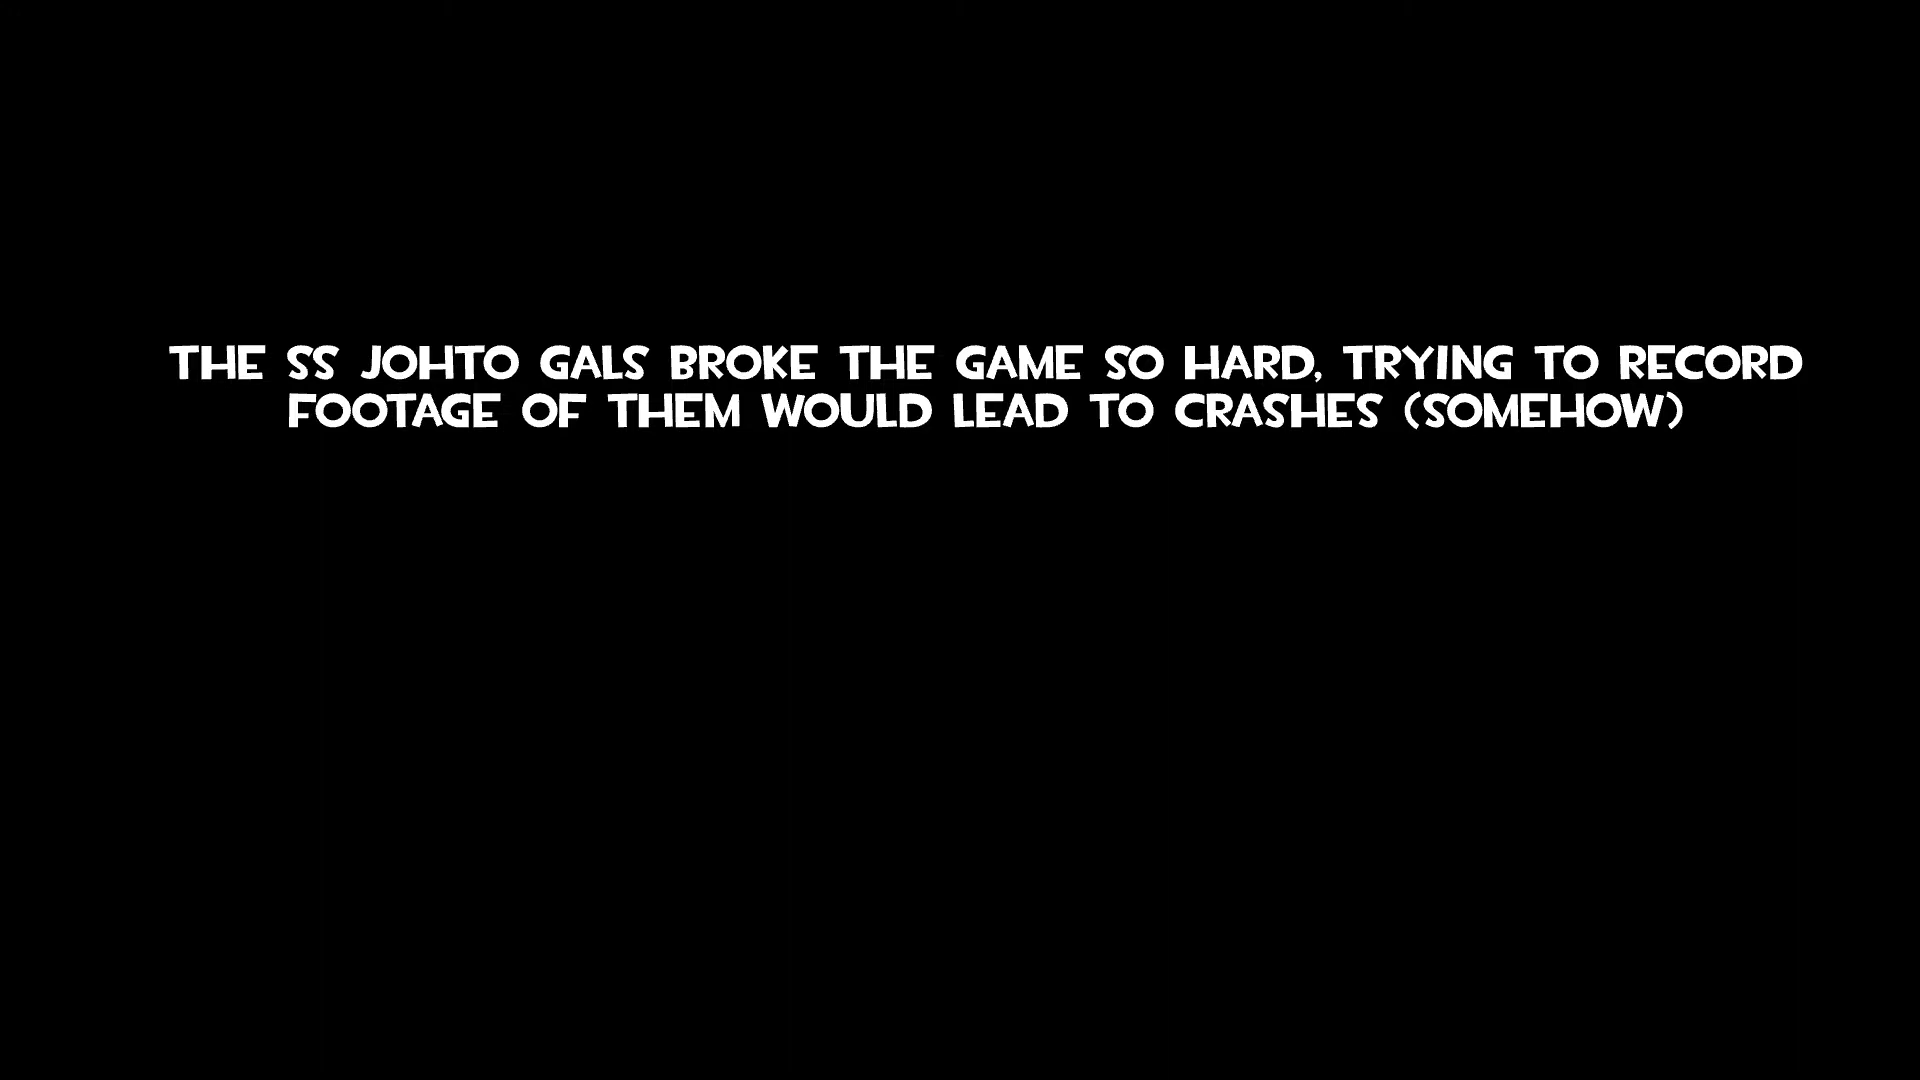 THE SS JOHTO GALS BROKE THE GAME SO HARD, TRYING TO RECORD
FOOTAGE OF THEM WOULD LEAD TO CRASHES (SOMEHOW)